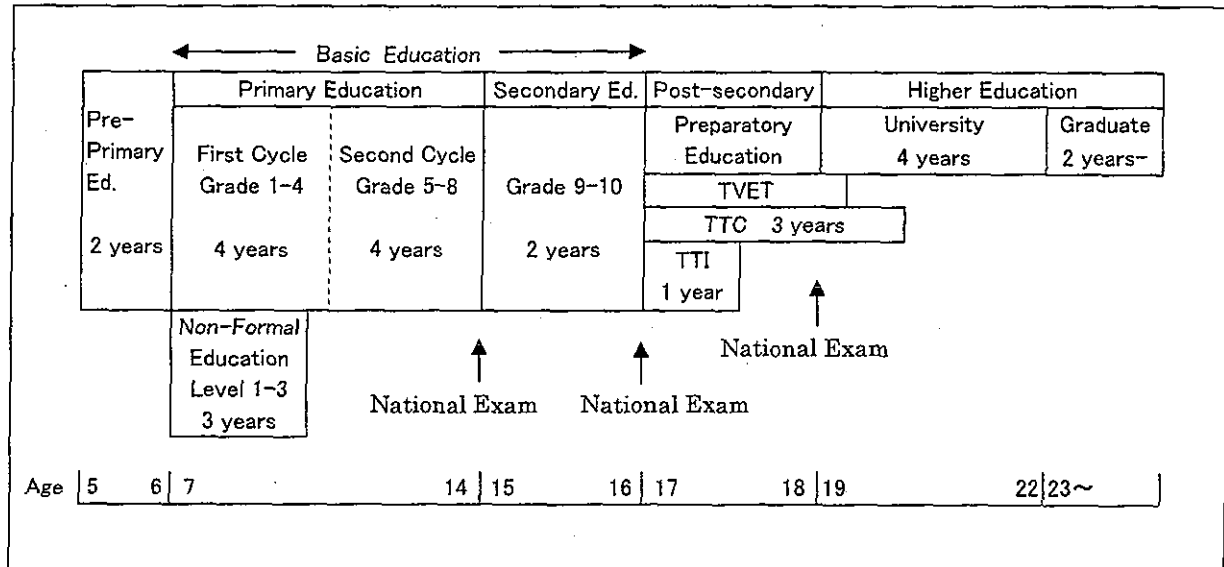 Basic Education
Primary Education
Secondary Ed.
Post-secondary
Higher Education
Pre-
Primary
Ed.
2 years
First Cycle
Grade 1-4
4 years
Second Cycle
Grade 5-8
4 years
Grade 9-10
2 years
Preparatory
Education
University
4 years
Graduate
2 years-
TVET
TTC 3 years
TTI
1 year
Non-Formal
Education
Level 1-3
3 years
National Exam
National Exam
National Exam
Age 5 6 7 14 15 16 17 18 19 22 23~